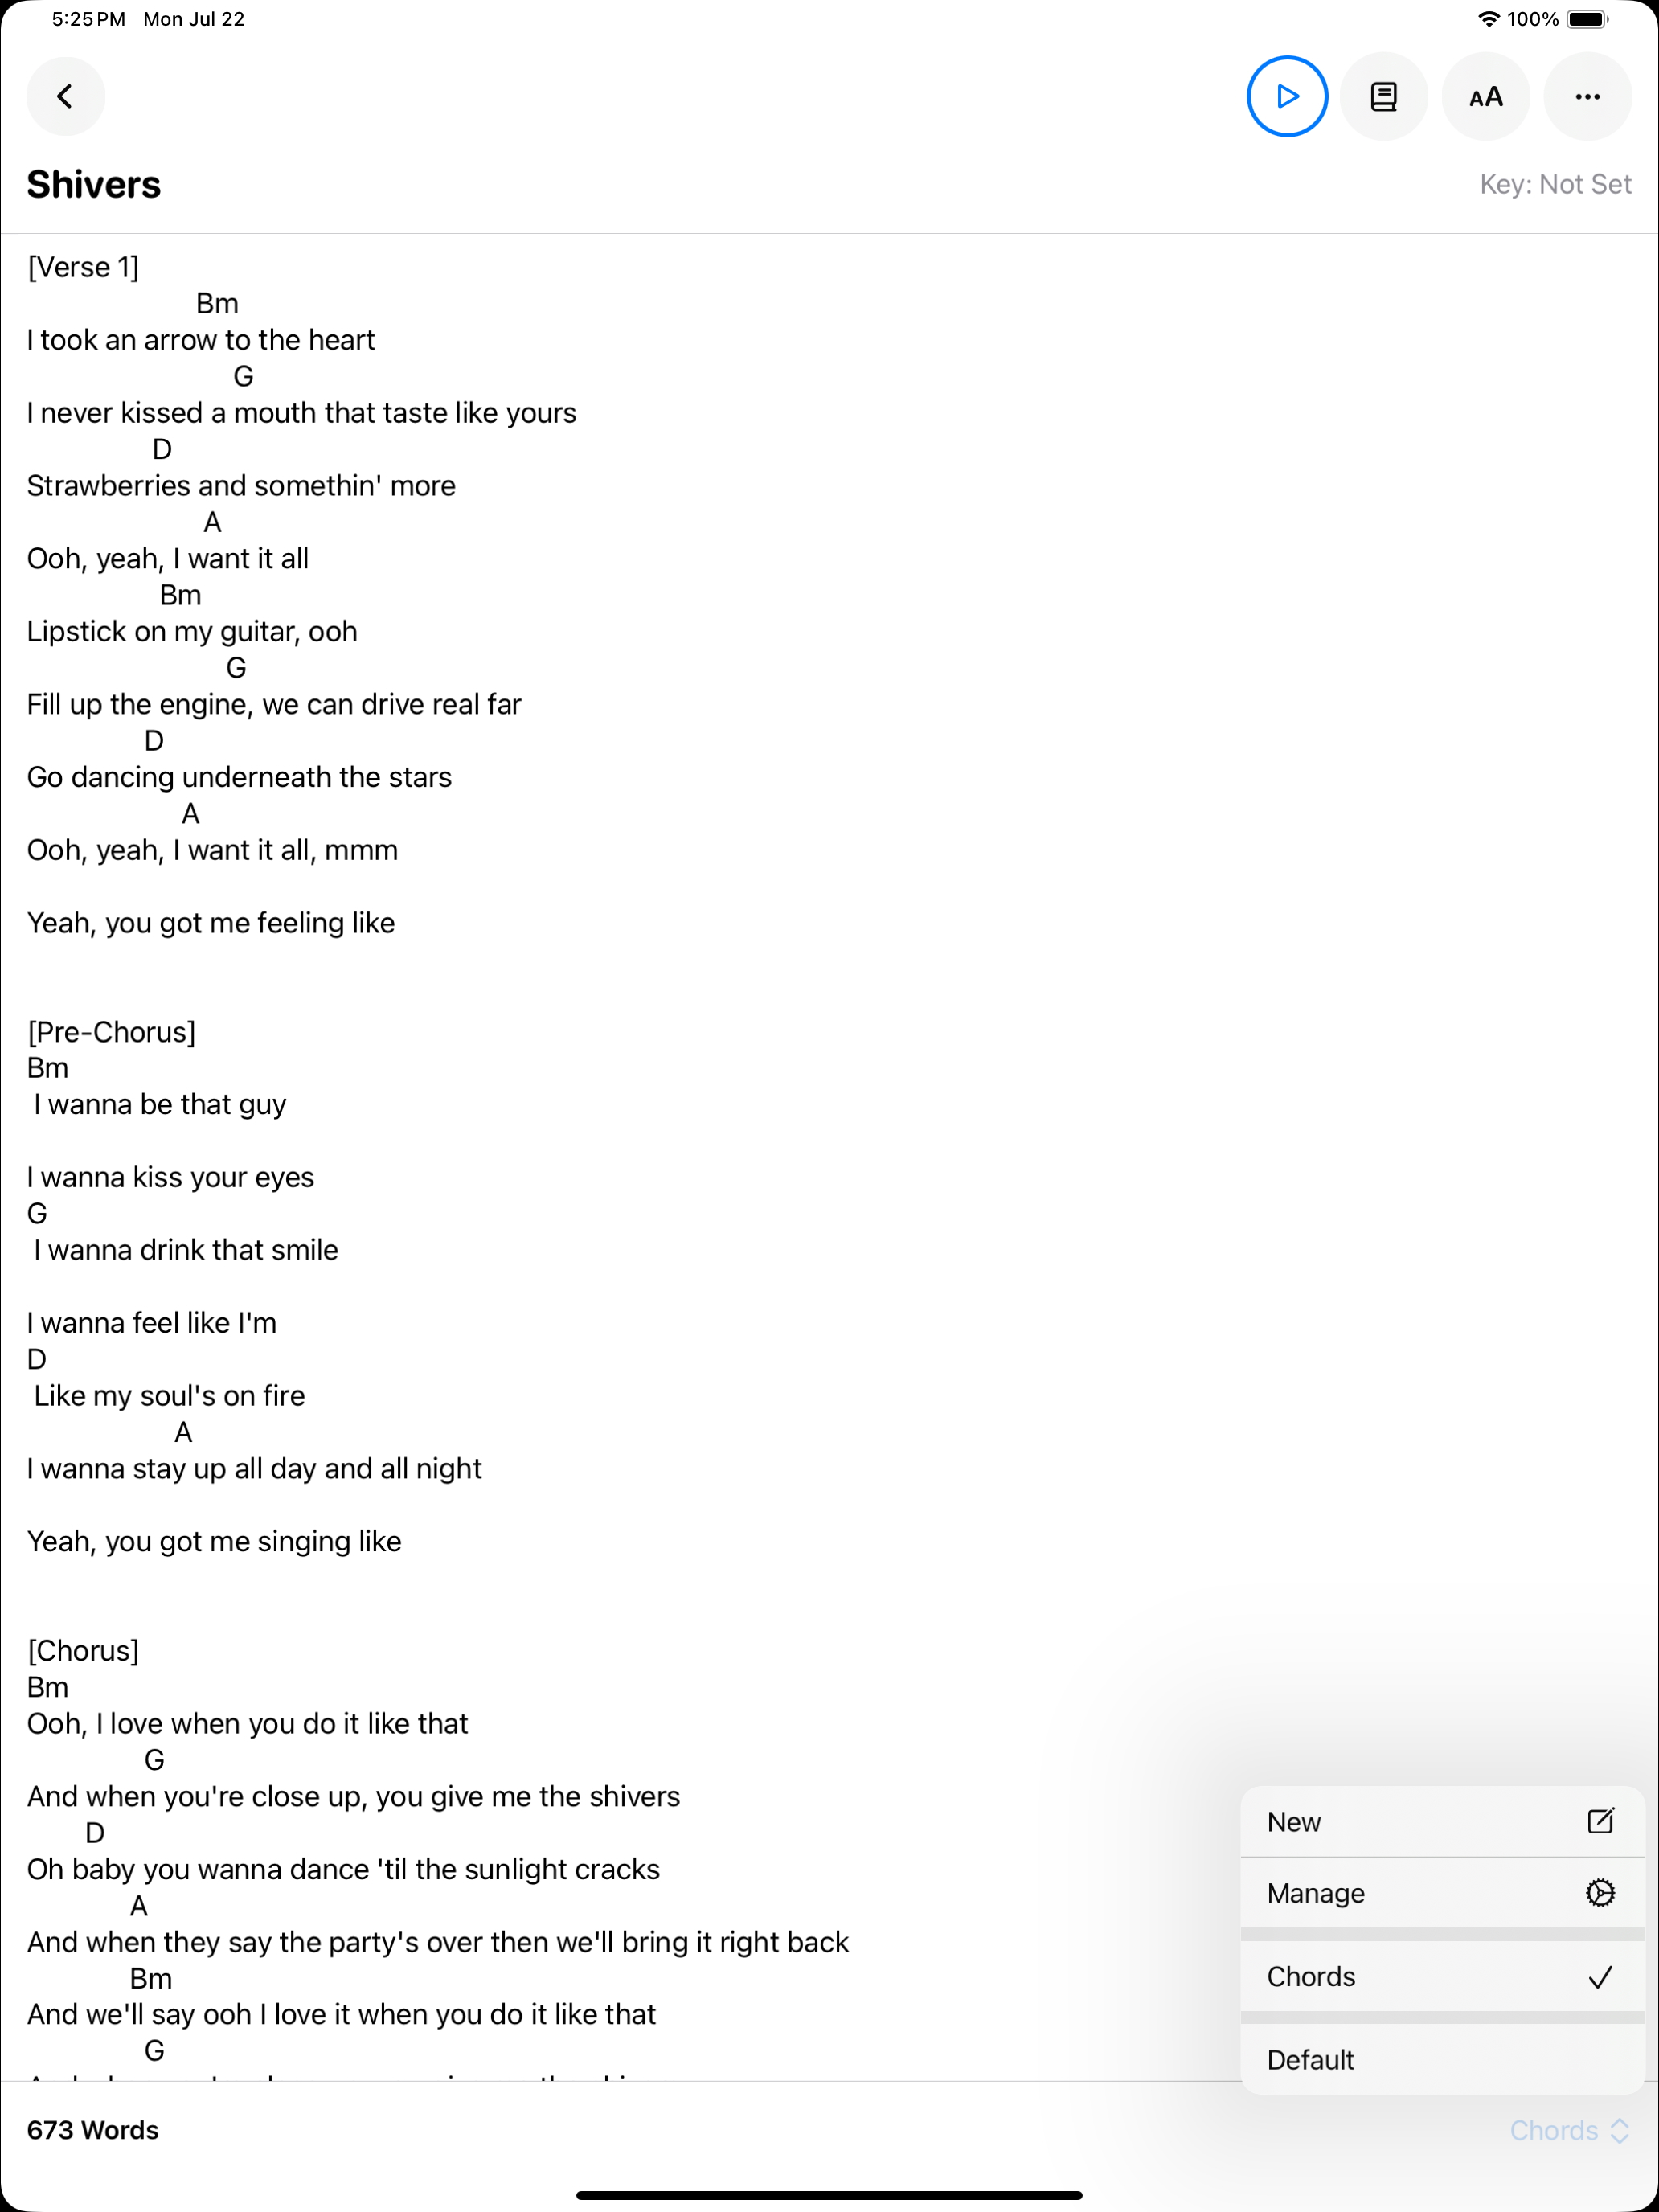 5:25 PM Mon Jul 22
100%
AA
Shivers
Key: Not Set
[Verse 1]
Bm
I took an arrow to the heart
G
I never kissed a mouth that taste like yours
D
Strawberries and somethin' more
A
Ooh, yeah, I want it all
Bm
Lipstick on my guitar, ooh
G
Fill up the engine, we can drive real far
D
Go dancing underneath the stars
A
Ooh, yeah, I want it all, mmm
Yeah, you got me feeling like
[Pre-Chorus]
Bm
I wanna be that guy
I wanna kiss your eyes
G
I wanna drink that smile
I wanna feel like I'm
D
Like my soul's on fire
A
I wanna stay up all day and all night
Yeah, you got me singing like
[Chorus]
Bm
Ooh, I love when you do it like that
G
And when you're close up, you give me the shivers
D
Oh baby you wanna dance 'til the sunlight cracks
A
And when they say the party's over then we'll bring it right back
Bm
And we'll say ooh I love it when you do it like that
G
New
Manage
Chords
Default
673 Words
Chords